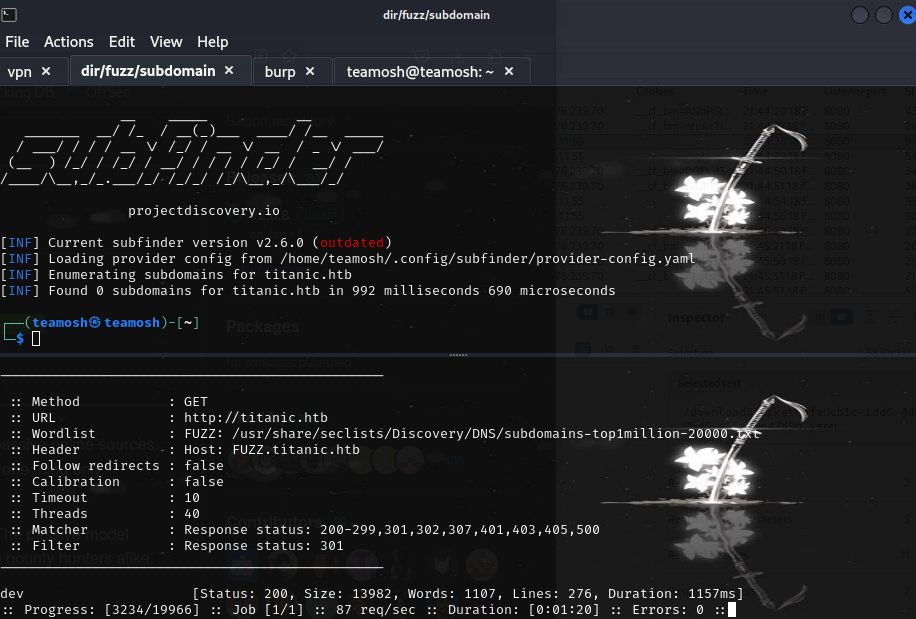 dir/fuzz/subdomain
File Actions Edit View Help
vpn × dir/fuzz/subdomain × burp × teamosh@teamosh: ~ ×
projectdiscovery.io
[INF] Current subfinder version v2.6.0 (outdated)
[INF] Loading provider config from /home/teamosh/.config/subfinder/provider-config.yaml
[INF] Enumerating subdomains for titanic.htb
[INF] Found 0 subdomains for titanic.htb in 992 milliseconds 690 microseconds
┌──(teamosh㉿teamosh)-[~]
└─$
:: Method : GET
:: URL : http://titanic.htb
:: Wordlist : FUZZ: /usr/share/seclists/Discovery/DNS/subdomains-top1million-20000.txt
:: Header : Host: FUZZ.titanic.htb
:: Follow redirects : false
:: Calibration : false
:: Timeout : 10
:: Threads : 40
:: Matcher : Response status: 200-299,301,302,307,401,403,405,500
:: Filter : Response status: 301
dev [Status: 200, Size: 13982, Words: 1107, Lines: 276, Duration: 1157ms]
:: Progress: [3234/19966] :: Job [1/1] :: 87 req/sec :: Duration: [0:01:20] :: Errors: 0 ::